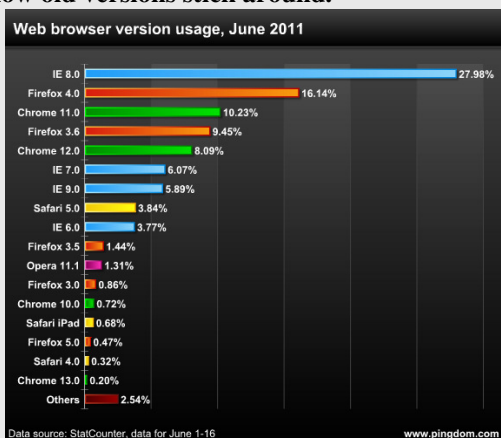 how old versions stick around.
Web browser version usage, June 2011
IE 8.0 27.98%
Firefox 4.0 16.14%
Chrome 11.0 10.23%
Firefox 3.6 9.45%
Chrome 12.0 8.09%
IE 7.0 6.07%
IE 9.0 5.89%
Safari 5.0 3.84%
IE 6.0 3.77%
Firefox 3.5 1.44%
Opera 11.1 1.31%
Firefox 3.0 0.86%
Chrome 10.0 0.72%
Safari iPad 0.68%
Firefox 5.0 0.47%
Safari 4.0 0.32%
Chrome 13.0 0.20%
Others 2.54%
Data source: StatCounter, data for June 1-16 www.pingdom.com